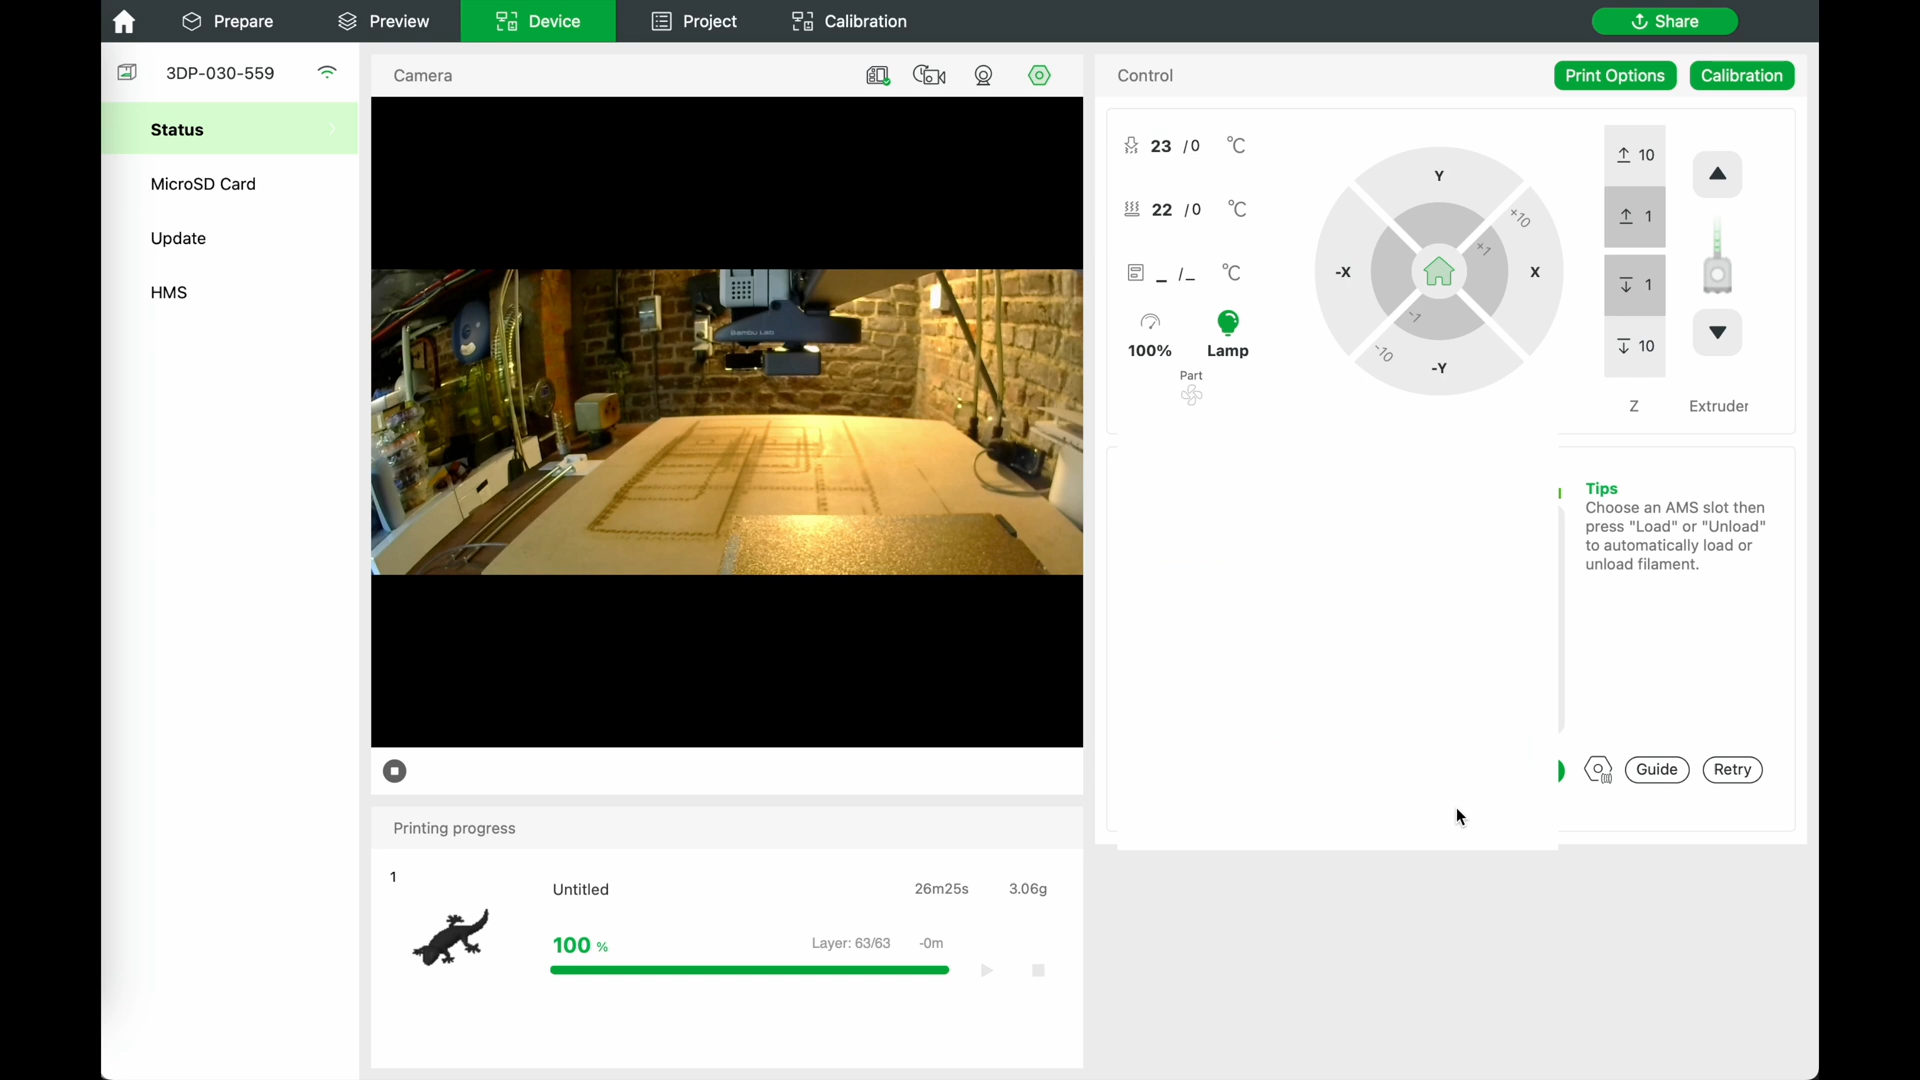 Prepare
Preview
Device
Project
Calibration
Share
3DP-030-559
Status
MicroSD Card
Update
HMS
Camera
Bambu Lab
Printing progress
1
Untitled
26m25s
3.06g
100 %
Layer: 63/63
-0m
Control
Print Options
Calibration
23 /0 °C
22 /0 °C
_ /_ °C
100%
Lamp
Part
Y
-X
X
-Y
+10
+1
-1
-10
10
1
1
10
Z
Extruder
Tips
Choose an AMS slot then
press "Load" or "Unload"
to automatically load or
unload filament.
Guide
Retry